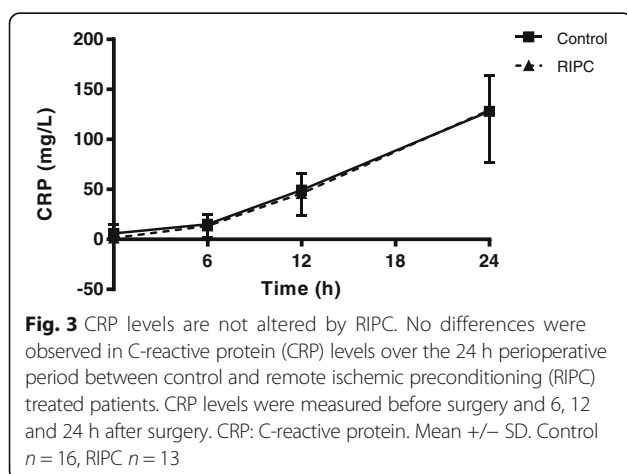 Control
RIPC
200
150
100
50
0
-50
CRP (mg/L)
6
12
18
24
Time (h)
Fig. 3 CRP levels are not altered by RIPC. No differences were
observed in C-reactive protein (CRP) levels over the 24 h perioperative
period between control and remote ischemic preconditioning (RIPC)
treated patients. CRP levels were measured before surgery and 6, 12
and 24 h after surgery. CRP: C-reactive protein. Mean +/− SD. Control
n = 16, RIPC n = 13